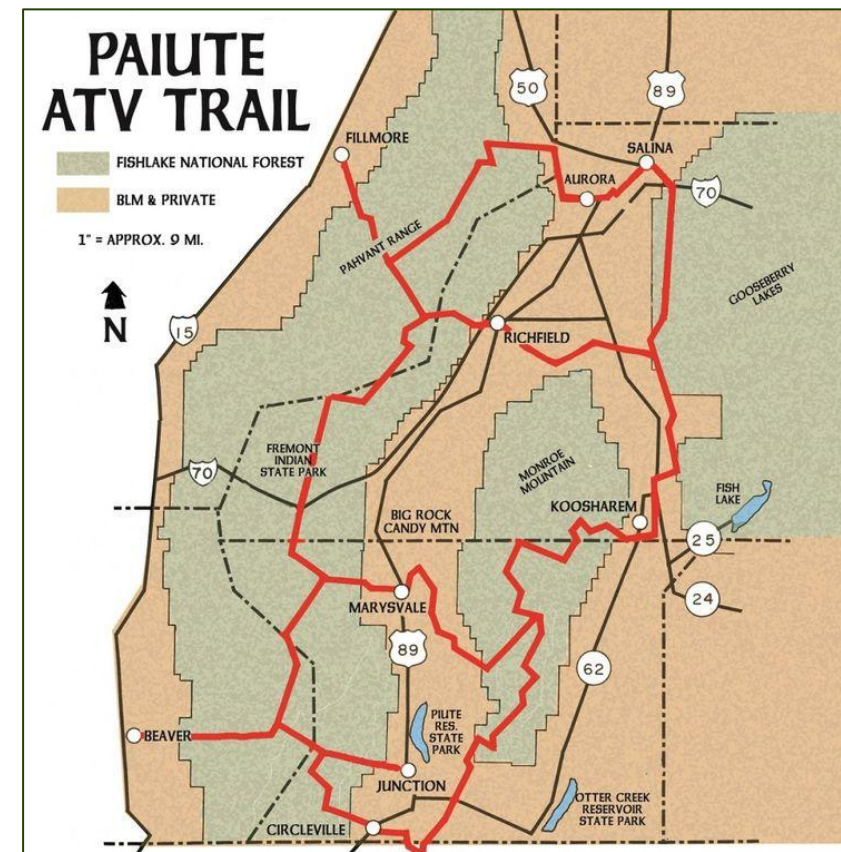 PAIUTE
ATV TRAIL
FISHLAKE NATIONAL FOREST
BLM & PRIVATE
1" = APPROX. 9 MI.
N
50
89
FILLMORE
SALINA
AURORA
70
PAHVANT RANGE
GOOSEBERRY
LAKES
15
RICHFIELD
FREMONT
INDIAN
STATE PARK
70
MONROE
MOUNTAIN
BIG ROCK
CANDY MTN
KOOSHAREM
FISH
LAKE
25
24
MARYSVALE
89
62
BEAVER
PIUTE
RES.
STATE
PARK
JUNCTION
OTTER CREEK
RESERVOIR
STATE PARK
CIRCLEVILLE